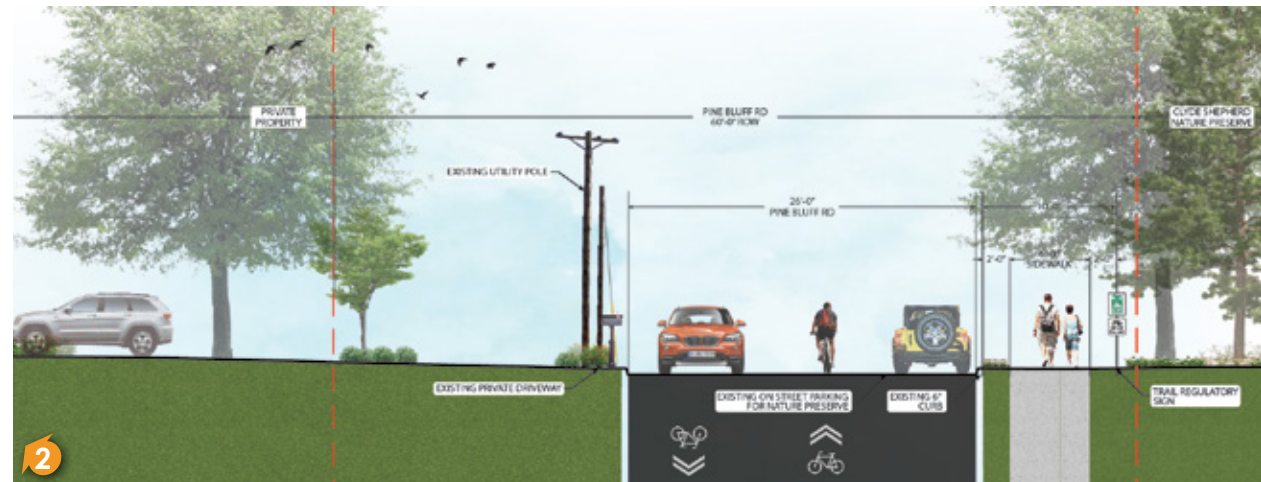 PRIVATE
PROPERTY
PINE BLUFF RD
60'-0" ROW
CLYDE SHEPHERD
NATURE PRESERVE
EXISTING UTILITY POLE
26'-0"
PINE BLUFF RD
2'-0"
SIDEWALK
2'-0"
EXISTING PRIVATE DRIVEWAY
EXISTING ON STREET PARKING
FOR NATURE PRESERVE
EXISTING 6"
CURB
TRAIL REGULATORY
SIGN
2